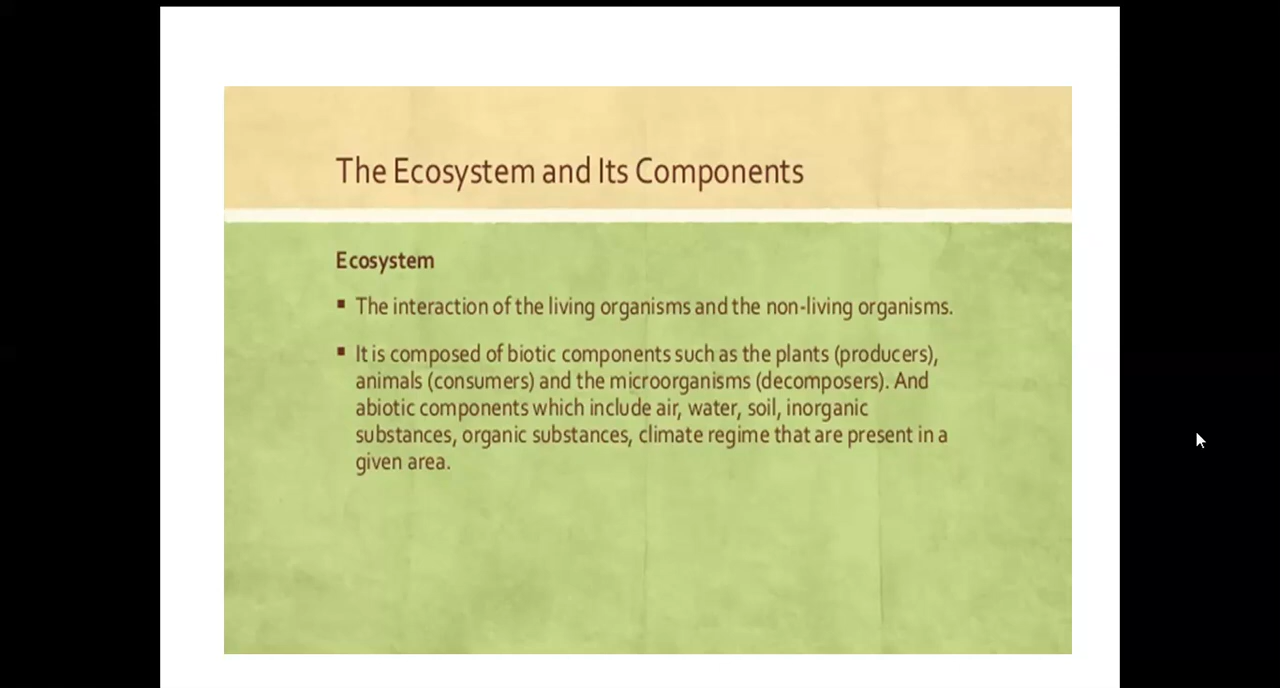 The Ecosystem and Its Components
Ecosystem
▪ The interaction of the living organisms and the non-living organisms.
▪ It is composed of biotic components such as the plants (producers),
animals (consumers) and the microorganisms (decomposers). And
abiotic components which include air, water, soil, inorganic
substances, organic substances, climate regime that are present in a
given area.